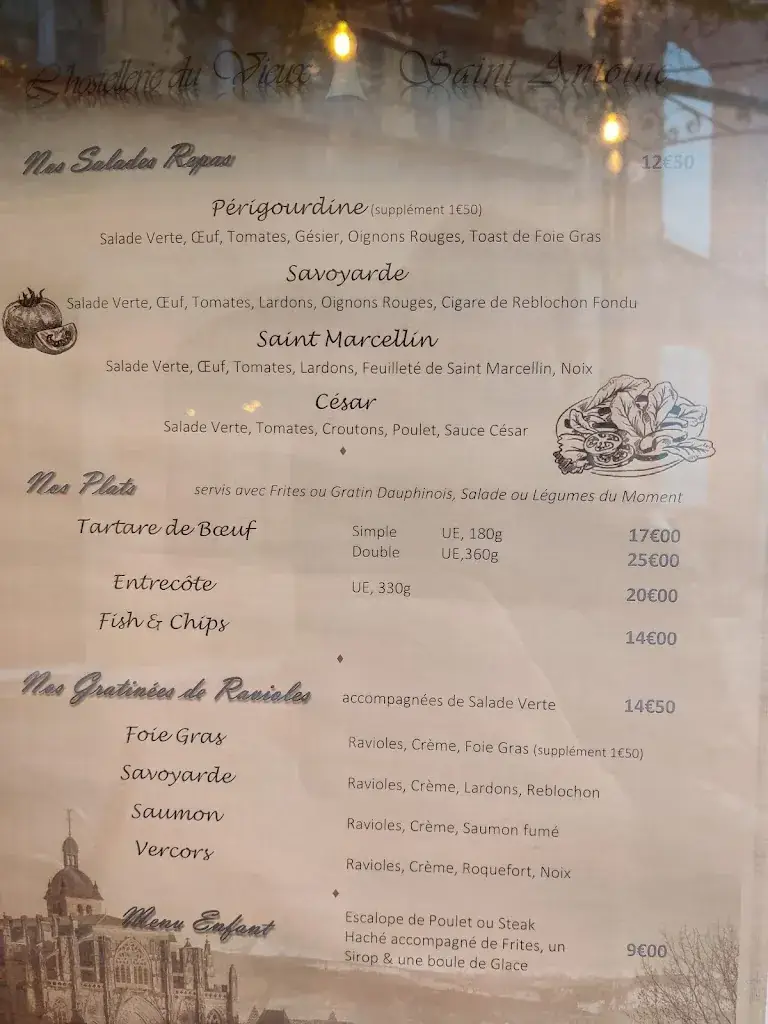 L'hostellerie du Vieux Saint Antoine
Nos Salades Repas 12€50
Périgourdine (supplément 1€50)
Salade Verte, Œuf, Tomates, Gésier, Oignons Rouges, Toast de Foie Gras
Savoyarde
Salade Verte, Œuf, Tomates, Lardons, Oignons Rouges, Cigare de Reblochon Fondu
Saint Marcellin
Salade Verte, Œuf, Tomates, Lardons, Feuilleté de Saint Marcellin, Noix
César
Salade Verte, Tomates, Croutons, Poulet, Sauce César
Nos Plats servis avec Frites ou Gratin Dauphinois, Salade ou Légumes du Moment
Tartare de Bœuf Simple UE, 180g 17€00
Double UE,360g 25€00
Entrecôte UE, 330g 20€00
Fish & Chips 14€00
Nos Gratinées de Ravioles accompagnées de Salade Verte 14€50
Foie Gras Ravioles, Crème, Foie Gras (supplément 1€50)
Savoyarde Ravioles, Crème, Lardons, Reblochon
Saumon Ravioles, Crème, Saumon fumé
Vercors Ravioles, Crème, Roquefort, Noix
Menu Enfant Escalope de Poulet ou Steak
Haché accompagné de Frites, un 9€00
Sirop & une boule de Glace